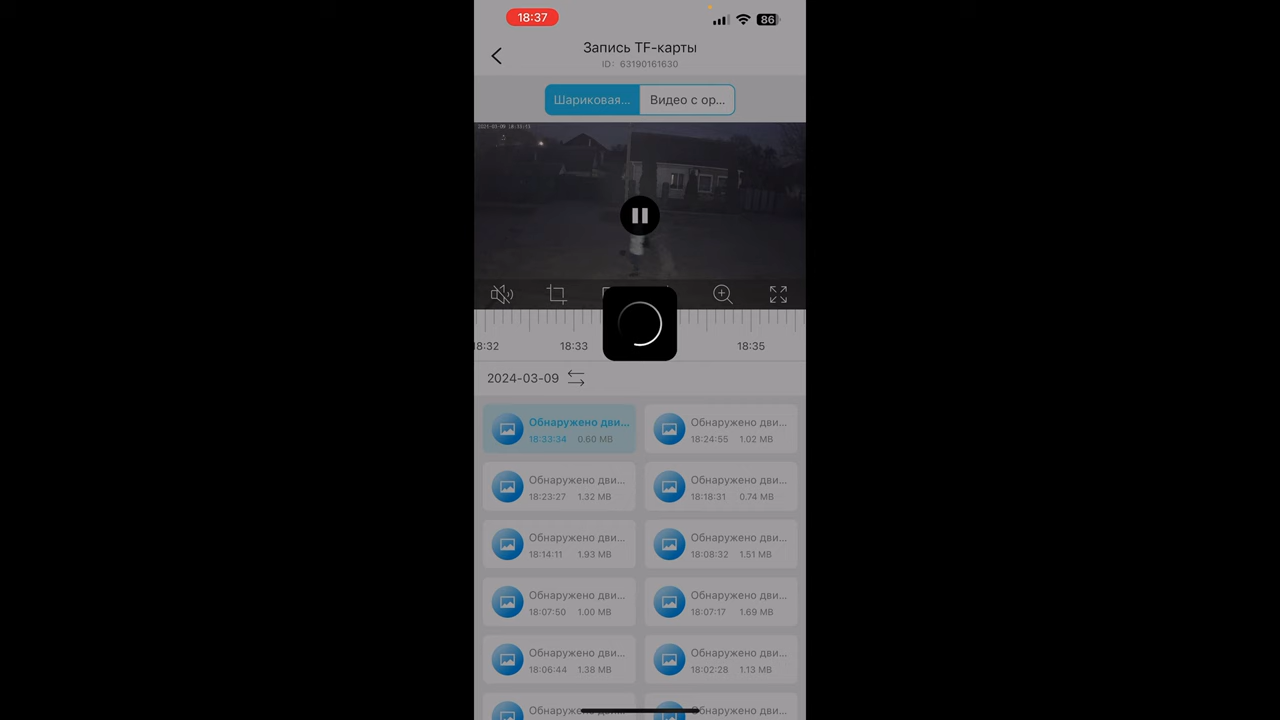 18:37
86
Запись TF-карты
ID: 63190161630
Шариковая...
Видео с ор...
18:32
18:33
18:35
2024-03-09
Обнаружено дви...
18:33:34 0.60 MB
Обнаружено дви...
18:24:55 1.02 MB
Обнаружено дви...
18:23:27 1.32 MB
Обнаружено дви...
18:18:31 0.74 MB
Обнаружено дви...
18:14:11 1.93 MB
Обнаружено дви...
18:08:32 1.51 MB
Обнаружено дви...
18:07:50 1.00 MB
Обнаружено дви...
18:07:17 1.69 MB
Обнаружено дви...
18:06:44 1.38 MB
Обнаружено дви...
18:02:28 1.13 MB